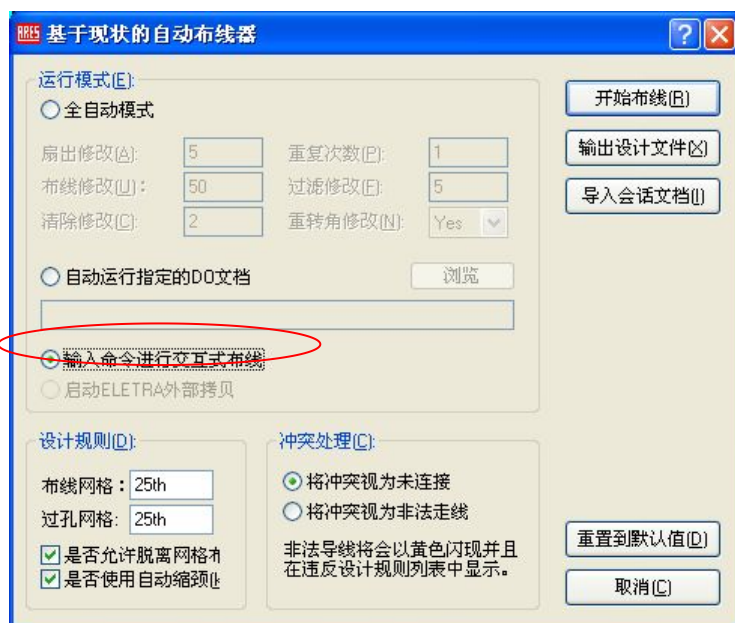 ARES 基于现状的自动布线器
运行模式(E):
全自动模式
扇出修改(A): 5 重复次数(P): 1
布线修改(U): 50 过滤修改(F): 5
清除修改(C): 2 重转角修改(N): Yes
自动运行指定的DO文档 浏览
输入命令进行交互式布线
启动ELETRA外部拷贝
设计规则(D):
布线网格: 25th
过孔网格: 25th
是否允许脱离网格布
是否使用自动缩颈(k
冲突处理(C):
将冲突视为未连接
将冲突视为非法走线
非法导线将会以黄色闪现并且
在违反设计规则列表中显示。
开始布线(R)
输出设计文件(X)
导入会话文档(I)
重置到默认值(D)
取消(C)